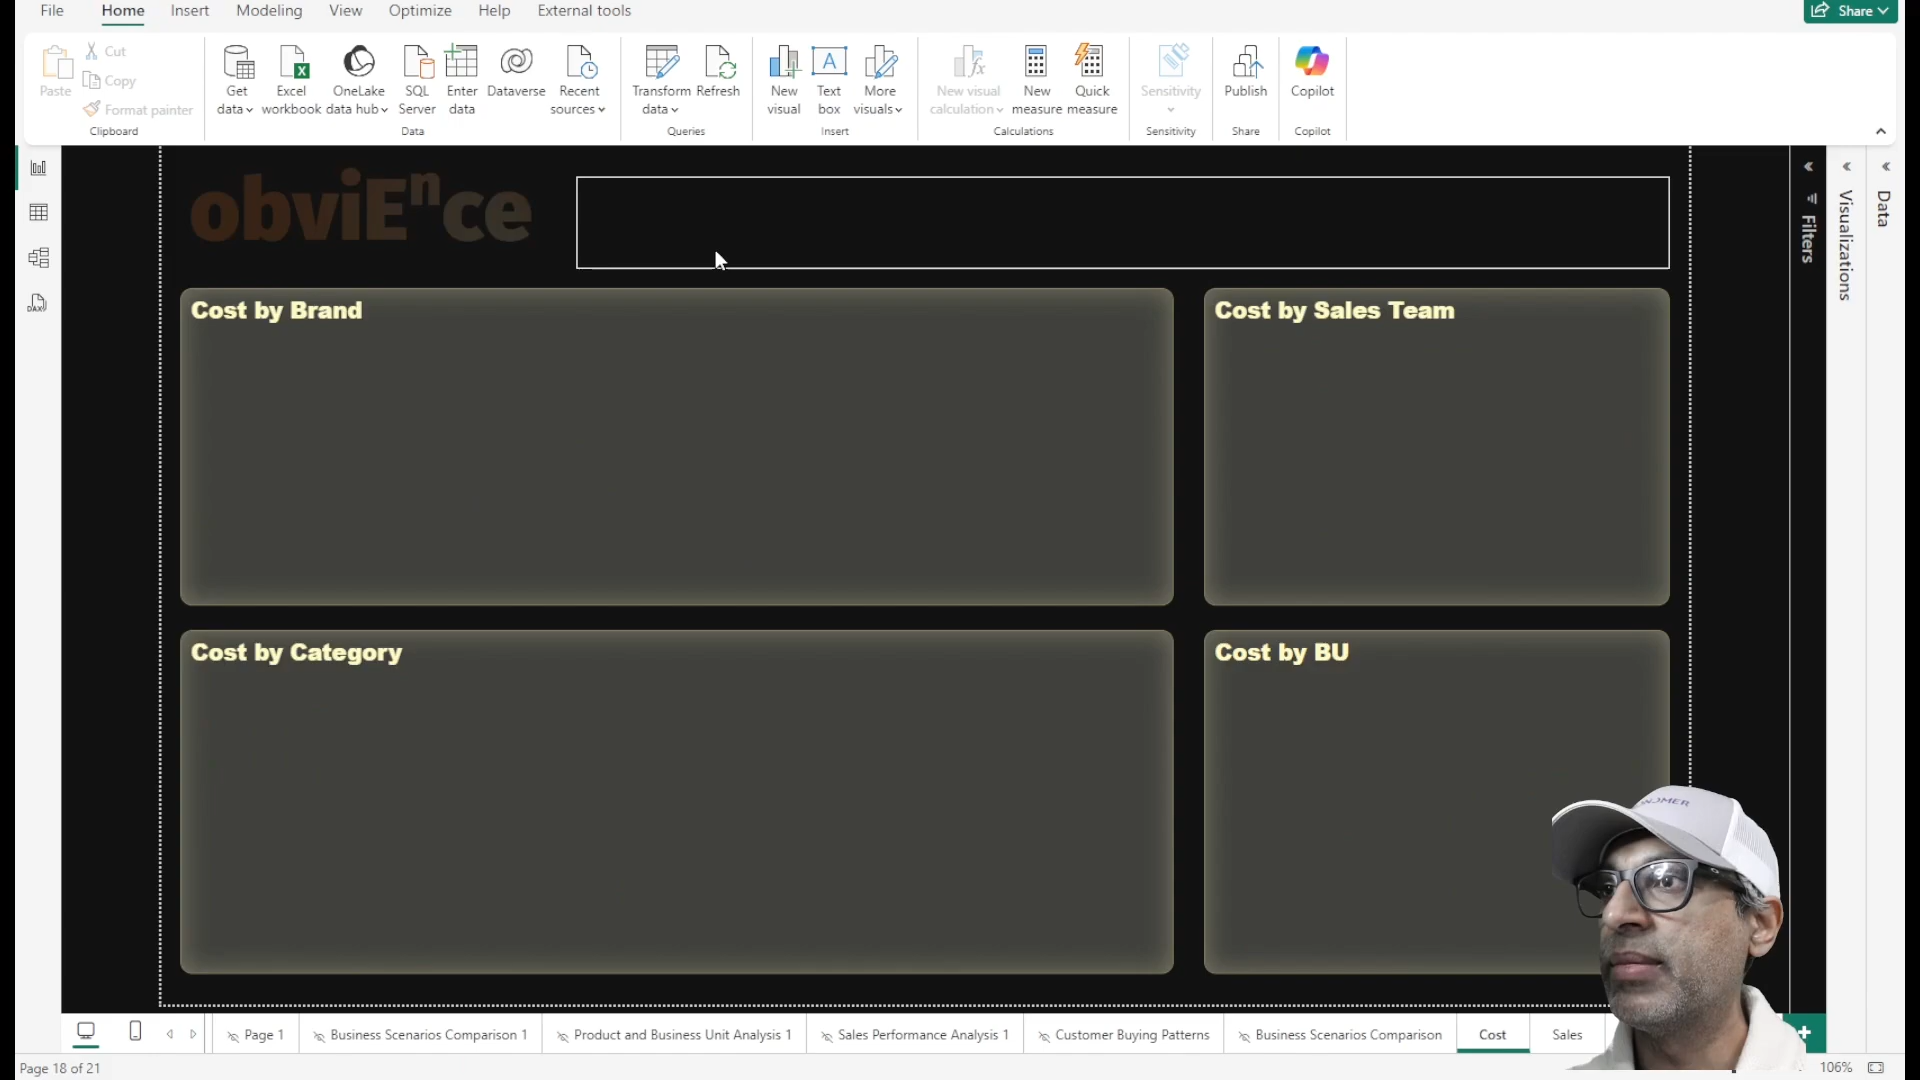 File Home Insert Modeling View Optimize Help External tools Share
Paste Cut Copy Format painter
Clipboard
Get data Excel workbook OneLake data hub SQL Server Enter data Dataverse Recent sources
Data
Transform data Refresh
Queries
New visual Text box More visuals
Insert
New visual calculation New measure Quick measure
Calculations
Sensitivity
Sensitivity
Publish
Share
Copilot
Copilot
obviEnce
Filters
Visualizations
Data
Cost by Brand
Cost by Sales Team
Cost by Category
Cost by BU
Page 1 Business Scenarios Comparison 1 Product and Business Unit Analysis 1 Sales Performance Analysis 1 Customer Buying Patterns Business Scenarios Comparison Cost Sales
Page 18 of 21
106%